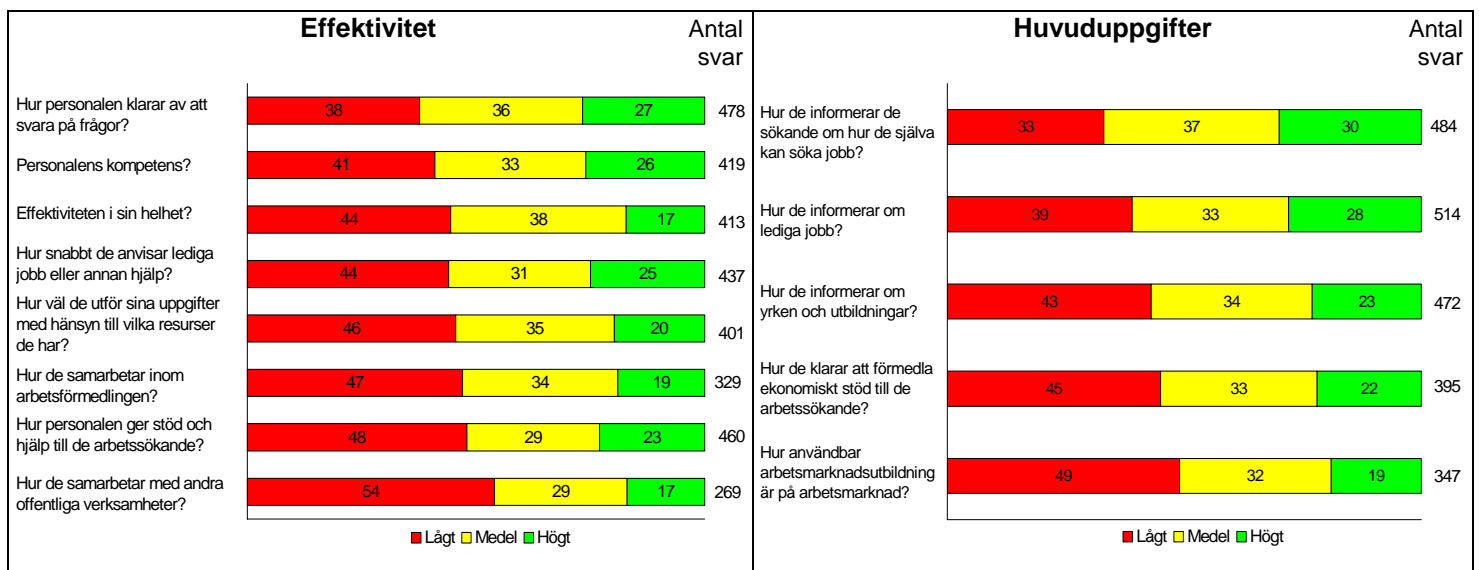 Effektivitet
Antal
svar
Hur personalen klarar av att
svara på frågor?
38 36 27 478
Personalens kompetens?
41 33 26 419
Effektiviteten i sin helhet?
44 38 17 413
Hur snabbt de anvisar lediga
jobb eller annan hjälp?
44 31 25 437
Hur väl de utför sina uppgifter
med hänsyn till vilka resurser
de har?
46 35 20 401
Hur de samarbetar inom
arbetsförmedlingen?
47 34 19 329
Hur personalen ger stöd och
hjälp till de arbetssökande?
48 29 23 460
Hur de samarbetar med andra
offentliga verksamheter?
54 29 17 269
Lågt Medel Högt
Huvuduppgifter
Antal
svar
Hur de informerar de
sökande om hur de själva
kan söka jobb?
33 37 30 484
Hur de informerar om
lediga jobb?
39 33 28 514
Hur de informerar om
yrken och utbildningar?
43 34 23 472
Hur de klarar att förmedla
ekonomiskt stöd till de
arbetssökande?
45 33 22 395
Hur användbar
arbetsmarknadsutbildning
är på arbetsmarknad?
49 32 19 347
Lågt Medel Högt